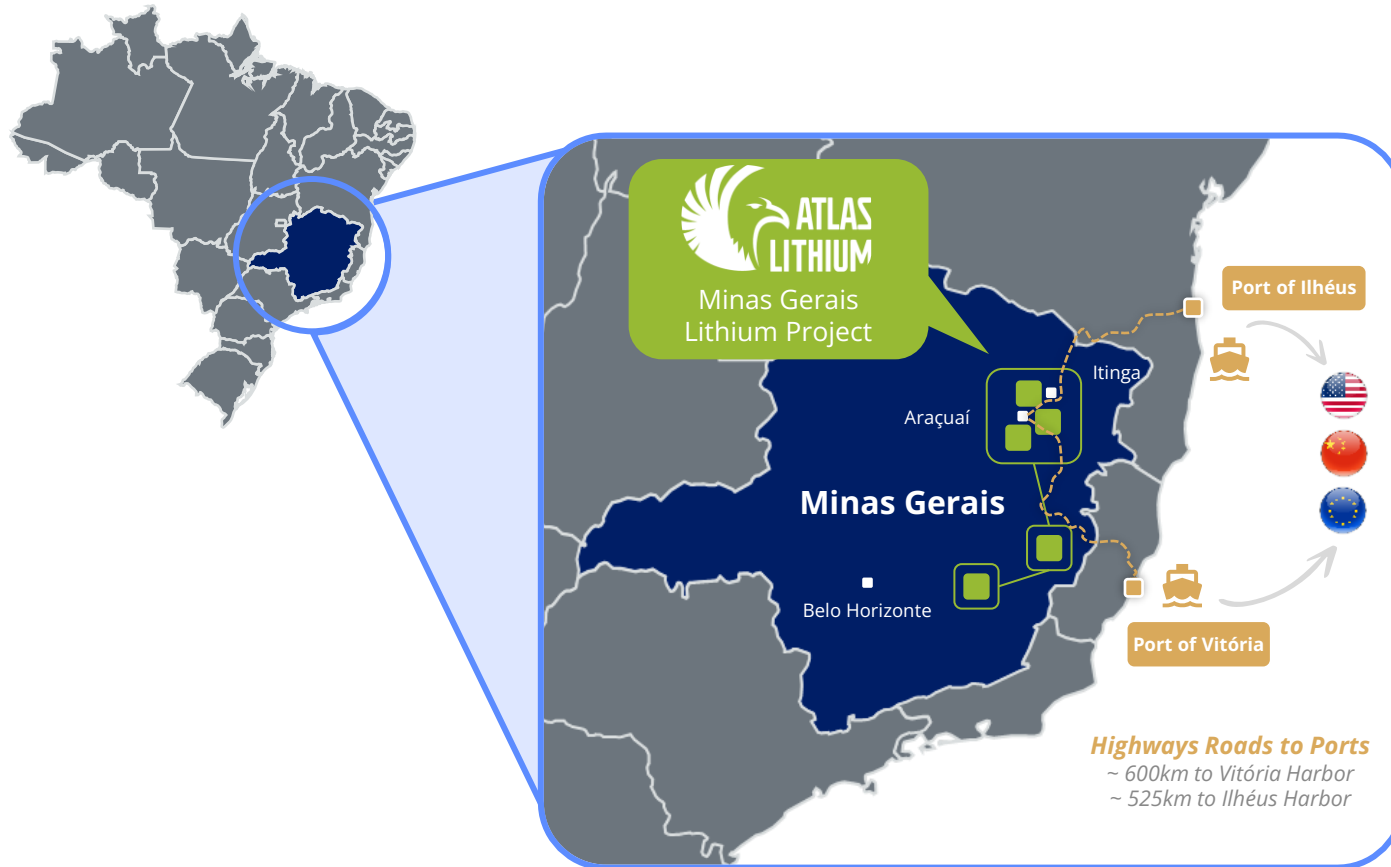 ATLAS
LITHIUM
Minas Gerais
Lithium Project
Port of Ilhéus
Itinga
Araçuaí
Minas Gerais
Belo Horizonte
Port of Vitória
Highways Roads to Ports
~ 600km to Vitória Harbor
~ 525km to Ilhéus Harbor